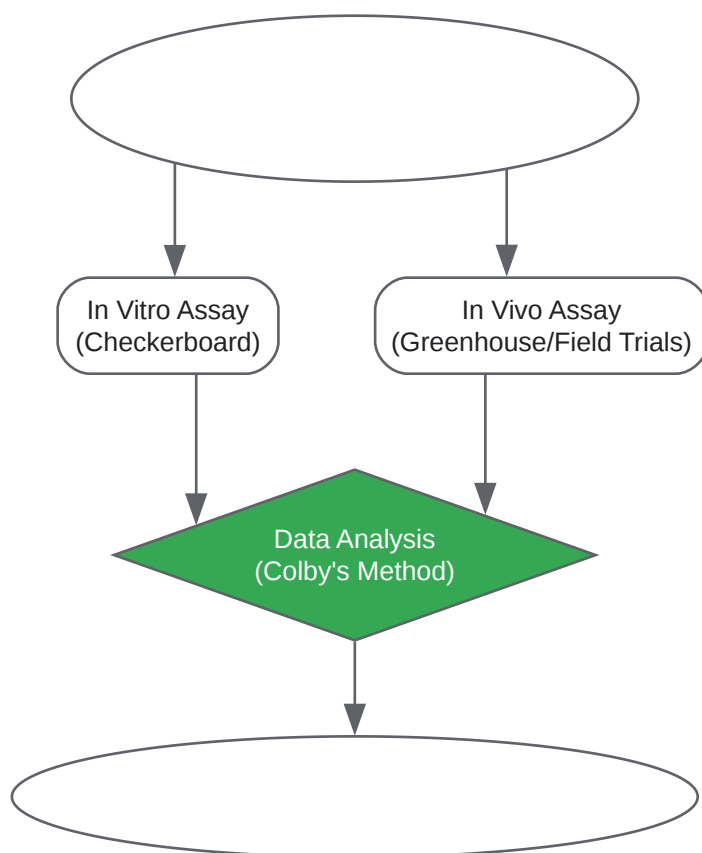 In Vitro Assay
(Checkerboard)
In Vivo Assay
(Greenhouse/Field Trials)
Data Analysis
(Colby's Method)